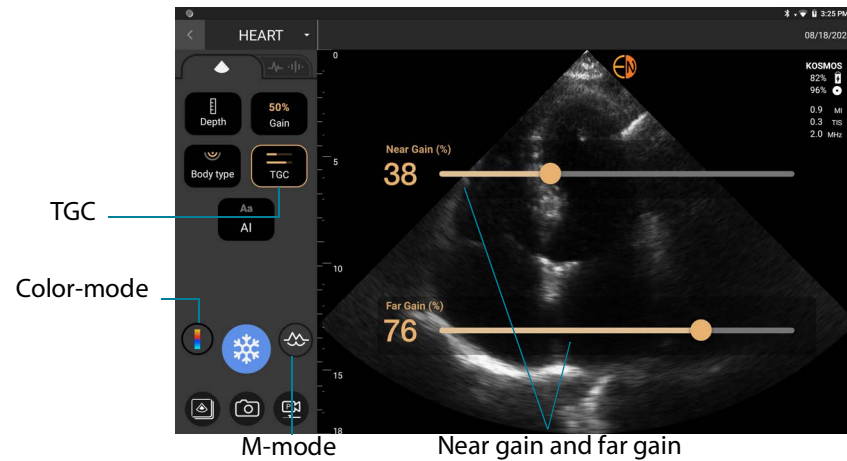 3:25 PM
HEART
08/18/202
0
KOSMOS
82%
96%
0.9 MI
0.3 TIS
2.0 MHz
Depth
50%
Gain
Near Gain (%)
38
5
Body type
TGC
TGC
Aa
AI
10
Color-mode
Far Gain (%)
76
15
18
M-mode
Near gain and far gain